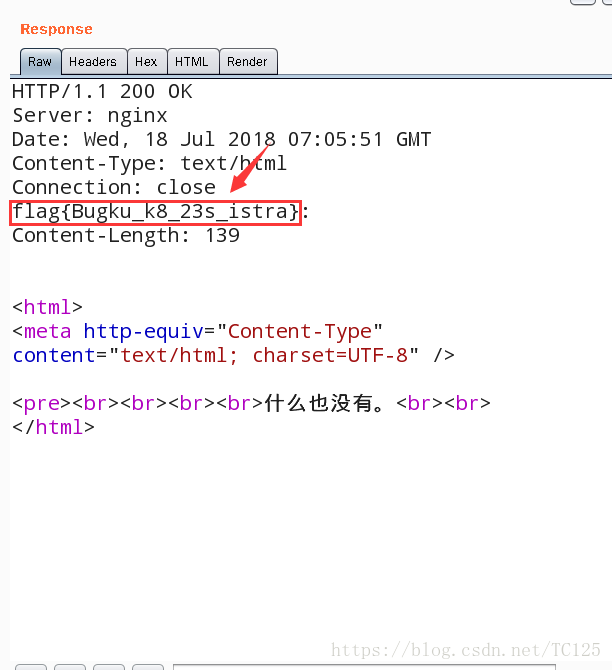 Response
Raw Headers Hex HTML Render
HTTP/1.1 200 OK
Server: nginx
Date: Wed, 18 Jul 2018 07:05:51 GMT
Content-Type: text/html
Connection: close
flag{Bugku_k8_23s_istra}:
Content-Length: 139
<html>
<meta http-equiv="Content-Type"
content="text/html; charset=UTF-8" />
<pre><br><br><br><br>什么也没有。<br><br>
</html>
https://blog.csdn.net/TC125